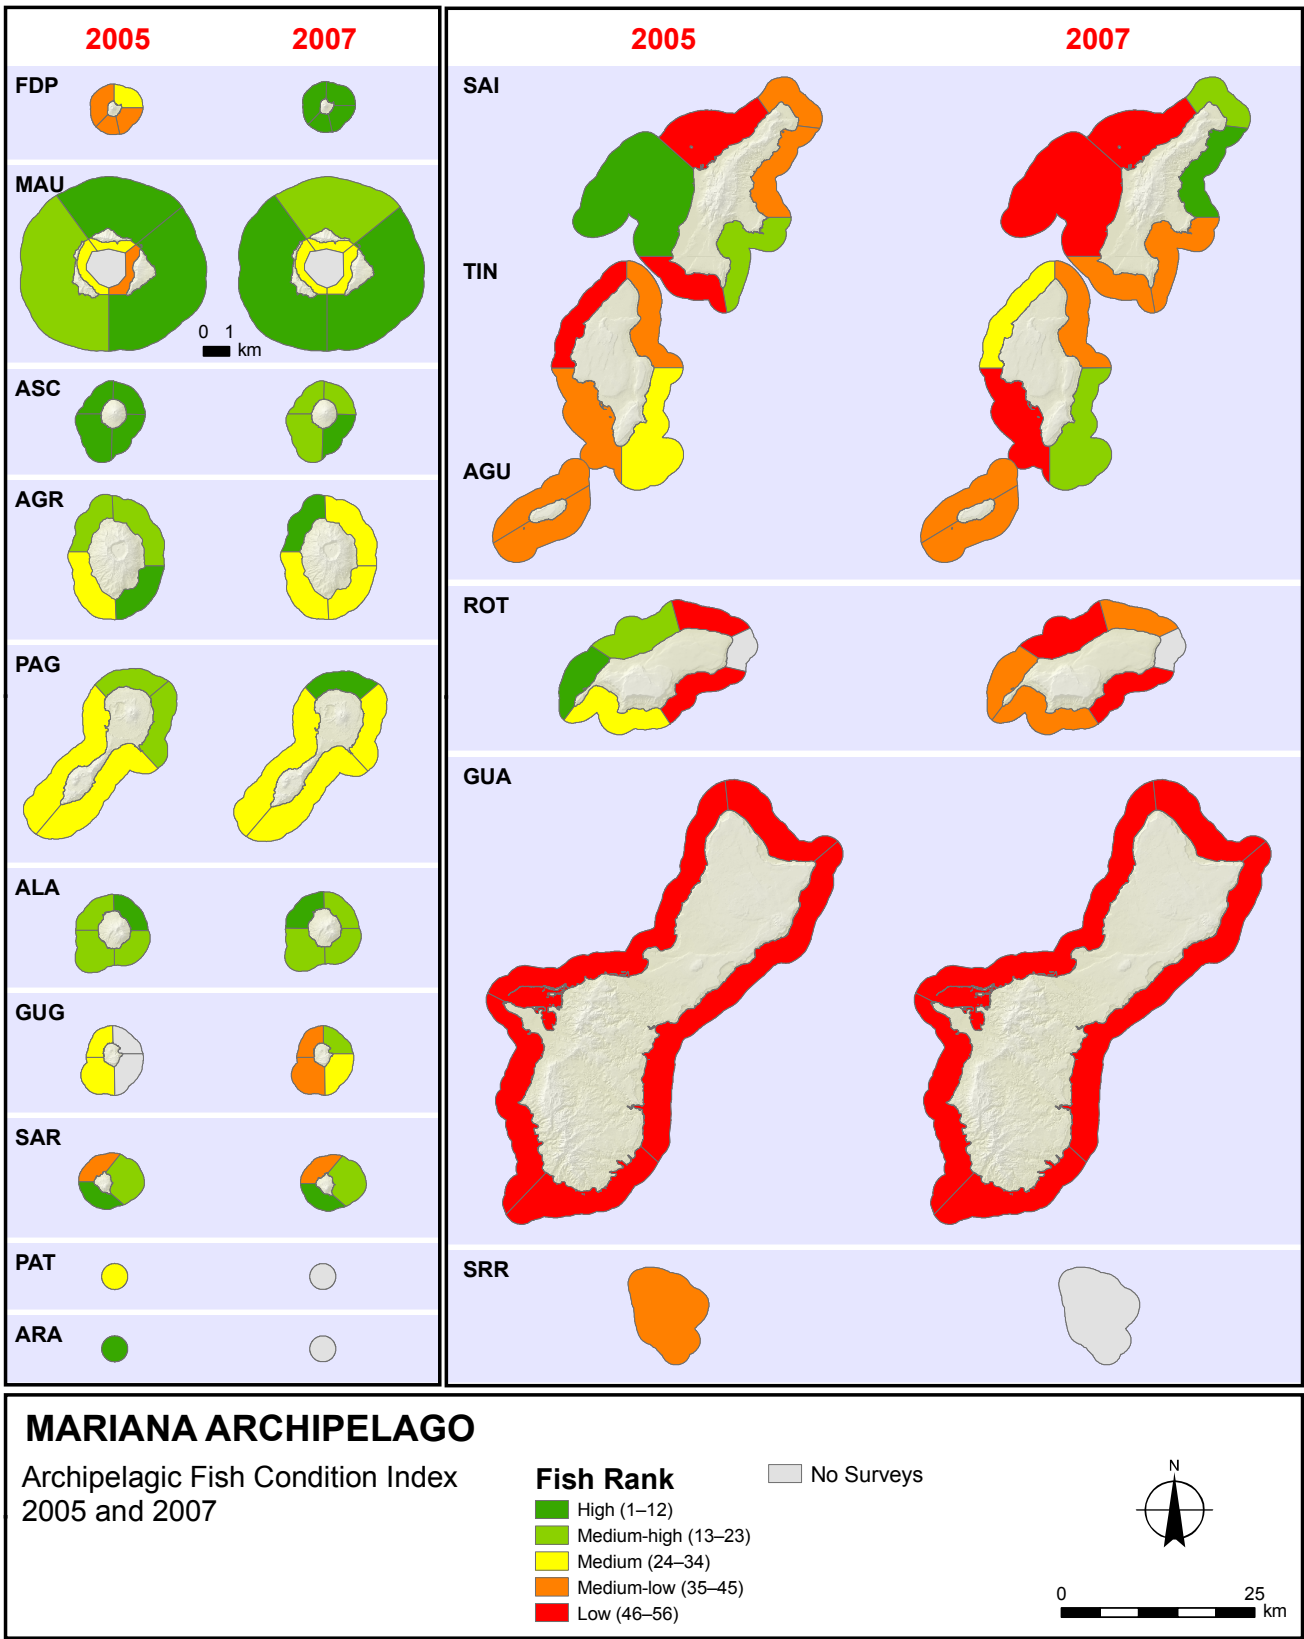 2005
2007
FDP
MAU
0 1
km
ASC
AGR
PAG
ALA
GUG
SAR
PAT
ARA
2005
2007
SAI
TIN
AGU
ROT
GUA
SRR
MARIANA ARCHIPELAGO
Archipelagic Fish Condition Index
2005 and 2007
Fish Rank
High (1–12)
Medium-high (13–23)
Medium (24–34)
Medium-low (35–45)
Low (46–56)
No Surveys
N
0 25
km